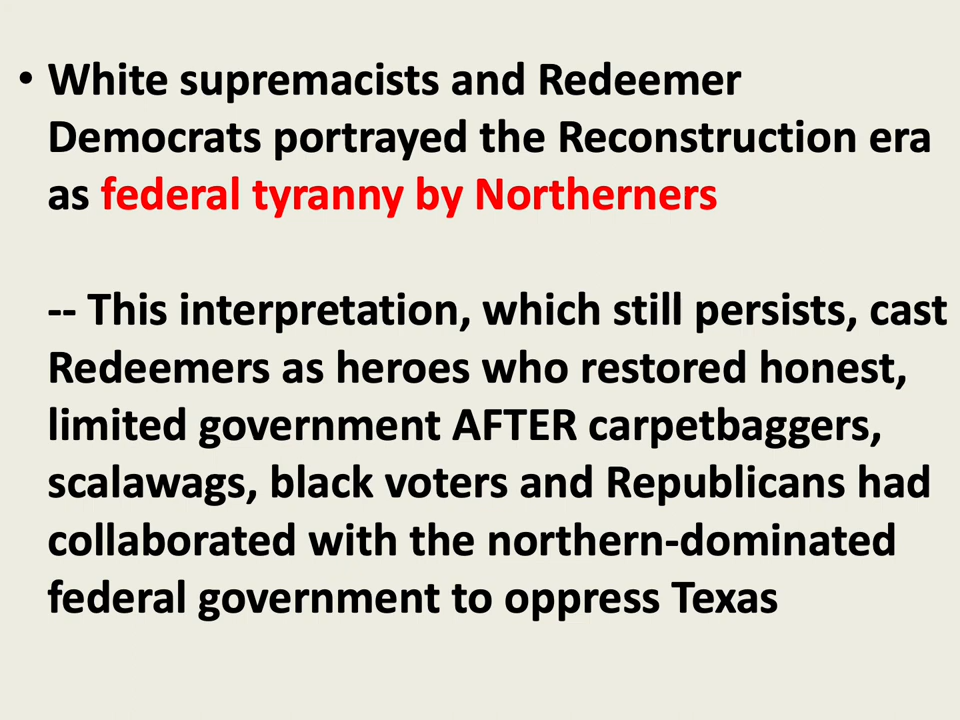 • White supremacists and Redeemer
Democrats portrayed the Reconstruction era
as federal tyranny by Northerners
-- This interpretation, which still persists, cast
Redeemers as heroes who restored honest,
limited government AFTER carpetbaggers,
scalawags, black voters and Republicans had
collaborated with the northern-dominated
federal government to oppress Texas